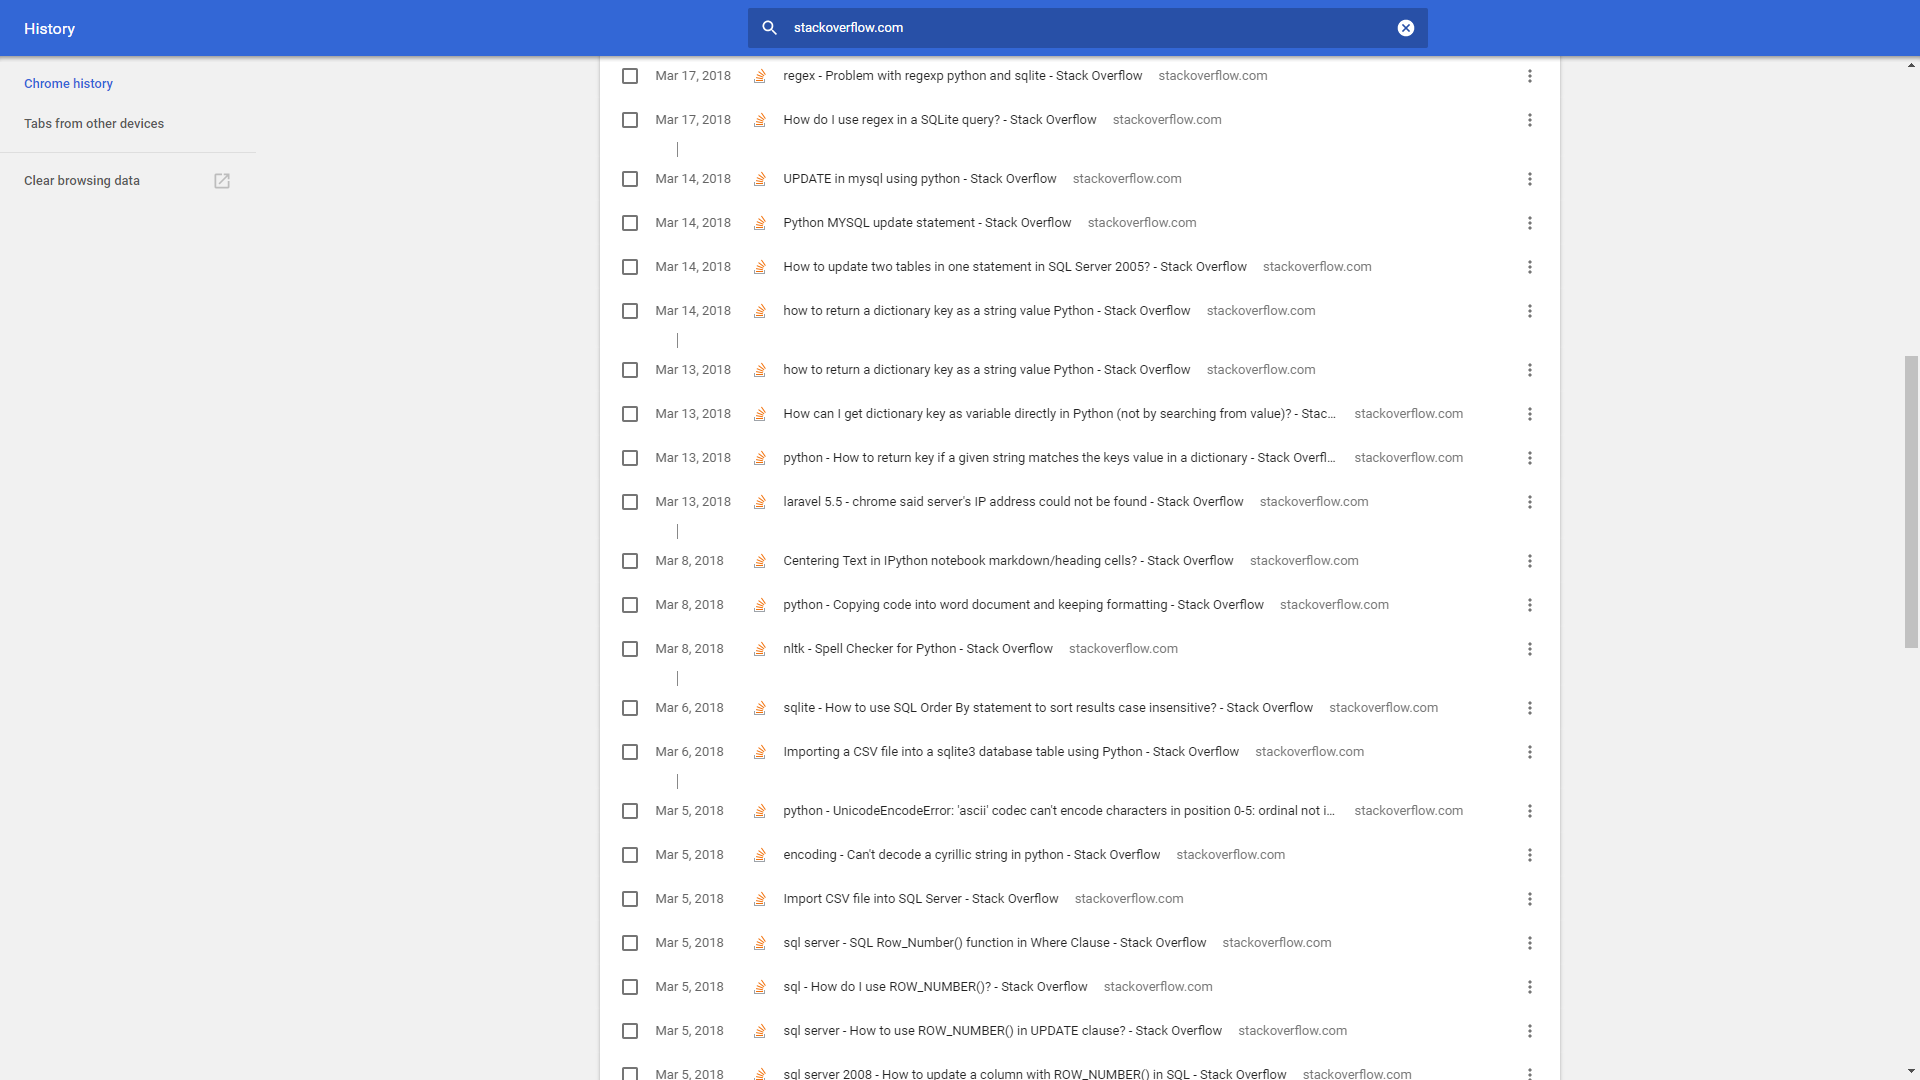 History
stackoverflow.com
Chrome history
Tabs from other devices
Clear browsing data
Mar 17, 2018 regex - Problem with regexp python and sqlite - Stack Overflow stackoverflow.com
Mar 17, 2018 How do I use regex in a SQLite query? - Stack Overflow stackoverflow.com
Mar 14, 2018 UPDATE in mysql using python - Stack Overflow stackoverflow.com
Mar 14, 2018 Python MYSQL update statement - Stack Overflow stackoverflow.com
Mar 14, 2018 How to update two tables in one statement in SQL Server 2005? - Stack Overflow stackoverflow.com
Mar 14, 2018 how to return a dictionary key as a string value Python - Stack Overflow stackoverflow.com
Mar 13, 2018 how to return a dictionary key as a string value Python - Stack Overflow stackoverflow.com
Mar 13, 2018 How can I get dictionary key as variable directly in Python (not by searching from value)? - Stac... stackoverflow.com
Mar 13, 2018 python - How to return key if a given string matches the keys value in a dictionary - Stack Overfl... stackoverflow.com
Mar 13, 2018 laravel 5.5 - chrome said server's IP address could not be found - Stack Overflow stackoverflow.com
Mar 8, 2018 Centering Text in IPython notebook markdown/heading cells? - Stack Overflow stackoverflow.com
Mar 8, 2018 python - Copying code into word document and keeping formatting - Stack Overflow stackoverflow.com
Mar 8, 2018 nltk - Spell Checker for Python - Stack Overflow stackoverflow.com
Mar 6, 2018 sqlite - How to use SQL Order By statement to sort results case insensitive? - Stack Overflow stackoverflow.com
Mar 6, 2018 Importing a CSV file into a sqlite3 database table using Python - Stack Overflow stackoverflow.com
Mar 5, 2018 python - UnicodeEncodeError: 'ascii' codec can't encode characters in position 0-5: ordinal not i... stackoverflow.com
Mar 5, 2018 encoding - Can't decode a cyrillic string in python - Stack Overflow stackoverflow.com
Mar 5, 2018 Import CSV file into SQL Server - Stack Overflow stackoverflow.com
Mar 5, 2018 sql server - SQL Row_Number() function in Where Clause - Stack Overflow stackoverflow.com
Mar 5, 2018 sql - How do I use ROW_NUMBER()? - Stack Overflow stackoverflow.com
Mar 5, 2018 sql server - How to use ROW_NUMBER() in UPDATE clause? - Stack Overflow stackoverflow.com
Mar 5, 2018 sql server 2008 - How to update a column with ROW_NUMBER() in SQL - Stack Overflow stackoverflow.com